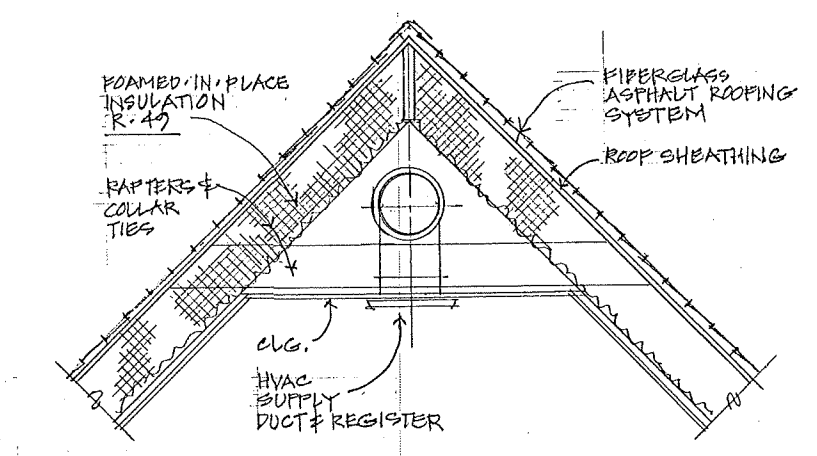 FOAMED·IN·PLACE
INSULATION
R·49
RAFTERS &
COLLAR
TIES
FIBERGLASS
ASPHALT ROOFING
SYSTEM
ROOF SHEATHING
CLG.
HVAC
SUPPLY
DUCT & REGISTER